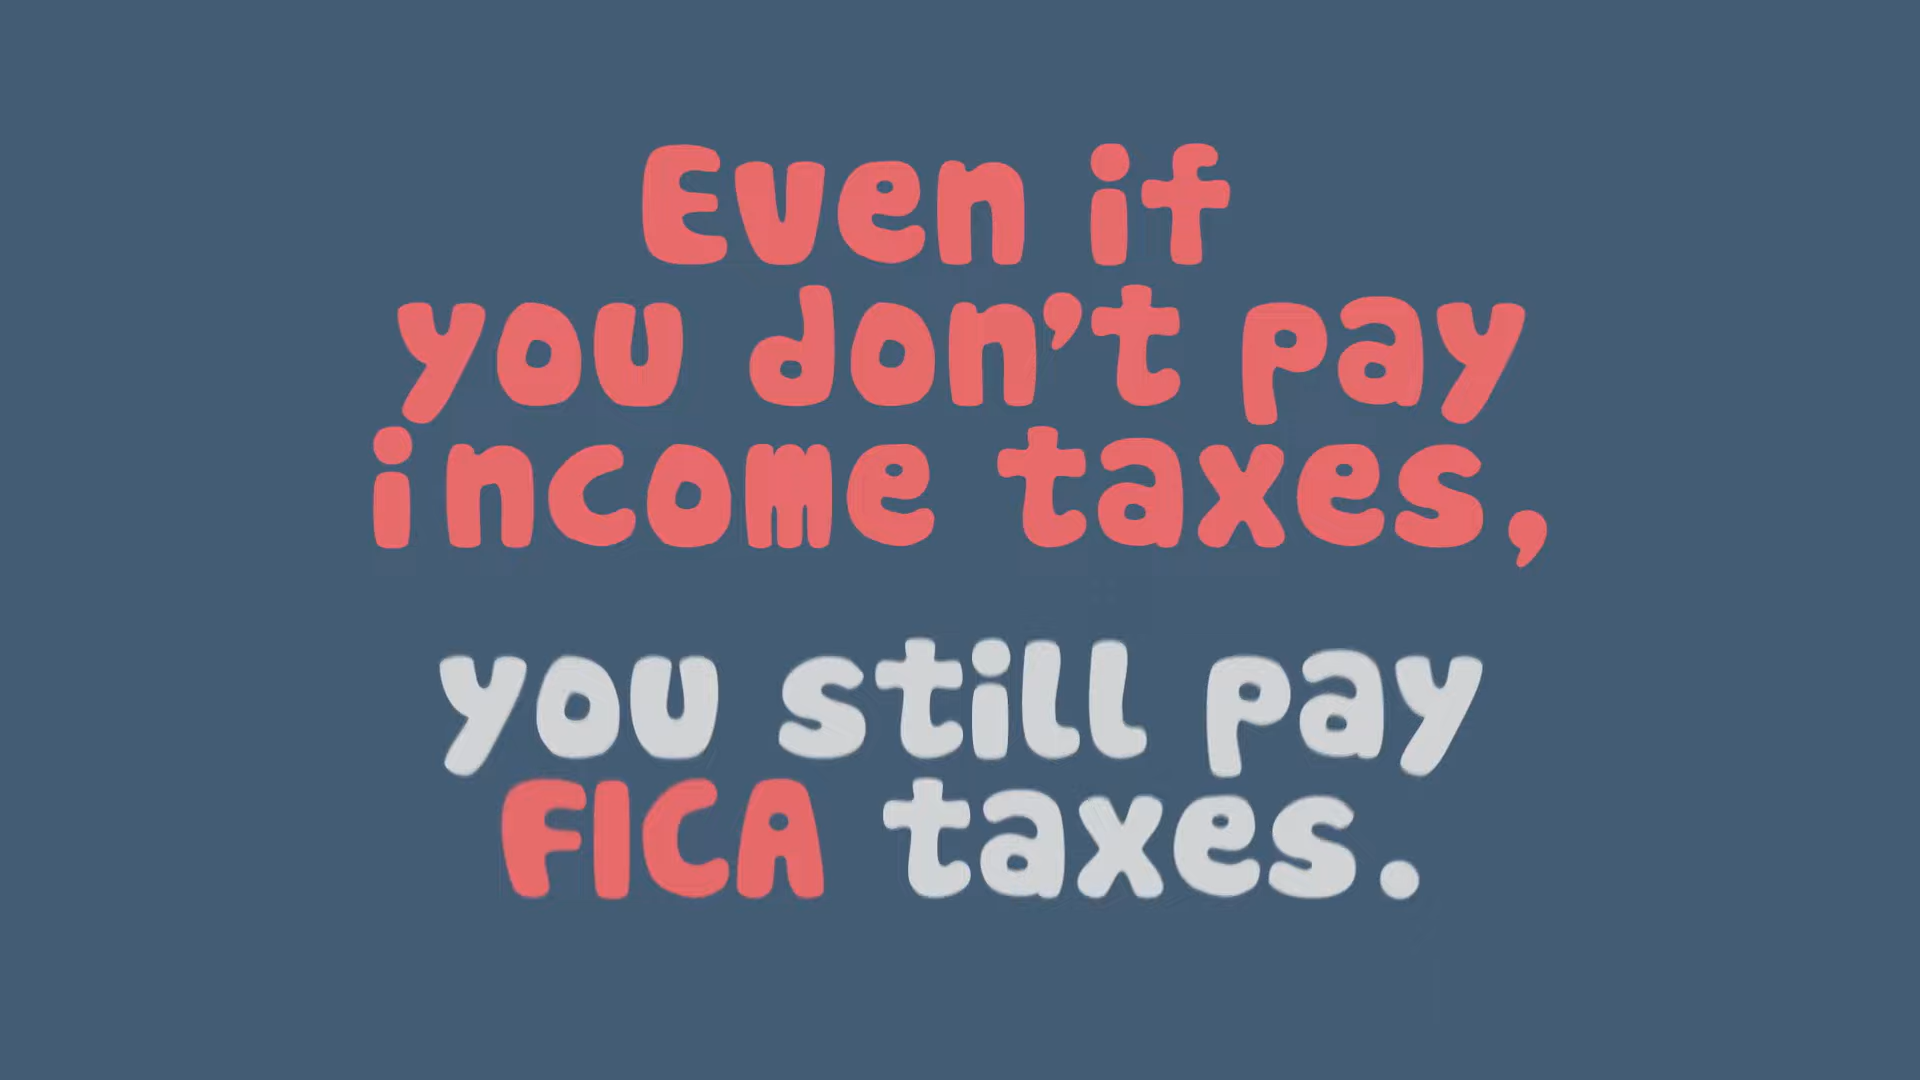 Even if
you don't pay
income taxes,
you still pay
FICA taxes.